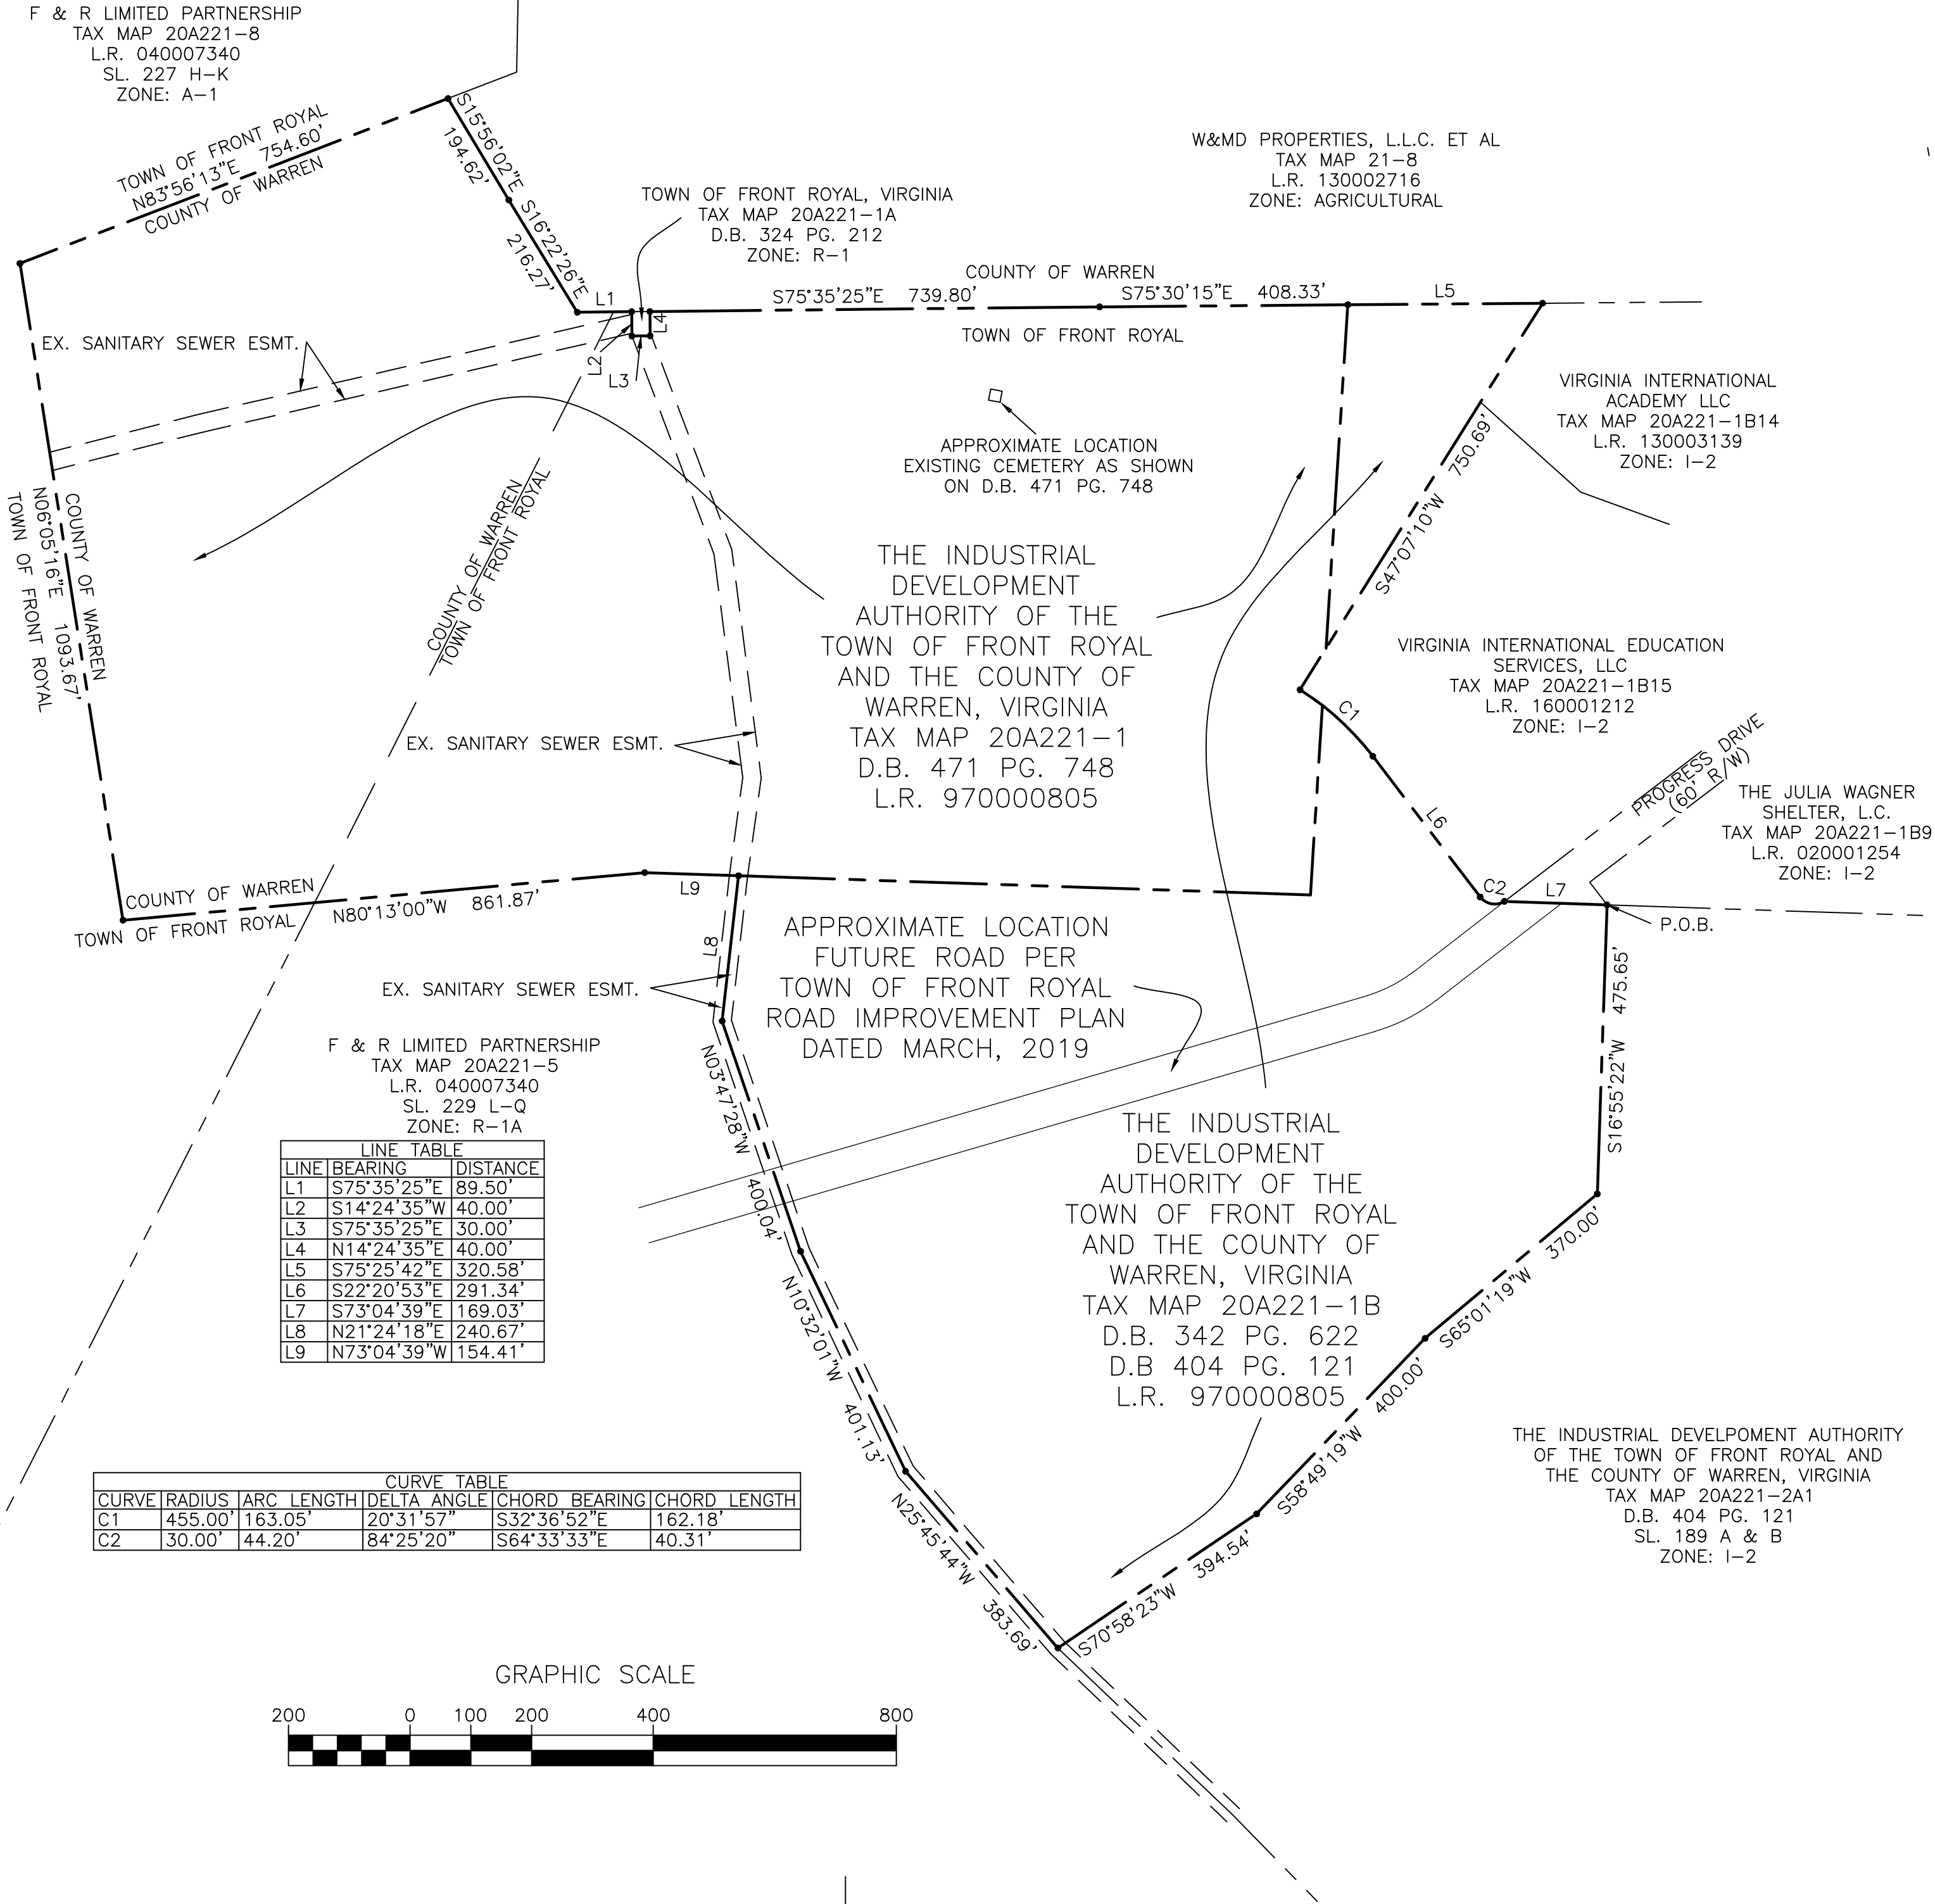 F & R LIMITED PARTNERSHIP
TAX MAP 20A221-8
L.R. 040007340
SL. 227 H-K
ZONE: A-1
TOWN OF FRONT ROYAL
N83°56'13"E 754.60'
COUNTY OF WARREN
S15°56'02"E
194.62'
S16°22'26"E
216.27'
TOWN OF FRONT ROYAL, VIRGINIA
TAX MAP 20A221-1A
D.B. 324 PG. 212
ZONE: R-1
W&MD PROPERTIES, L.L.C. ET AL
TAX MAP 21-8
L.R. 130002716
ZONE: AGRICULTURAL
COUNTY OF WARREN
L1
L4
L2
L3
S75°35'25"E 739.80'
S75°30'15"E 408.33'
L5
TOWN OF FRONT ROYAL
EX. SANITARY SEWER ESMT.
APPROXIMATE LOCATION
EXISTING CEMETERY AS SHOWN
ON D.B. 471 PG. 748
VIRGINIA INTERNATIONAL
ACADEMY LLC
TAX MAP 20A221-1B14
L.R. 130003139
ZONE: I-2
S47°07'10"W 750.69'
COUNTY OF WARREN
N06°05'16"E 1093.67'
TOWN OF FRONT ROYAL
COUNTY OF WARREN
TOWN OF FRONT ROYAL
THE INDUSTRIAL
DEVELOPMENT
AUTHORITY OF THE
TOWN OF FRONT ROYAL
AND THE COUNTY OF
WARREN, VIRGINIA
TAX MAP 20A221-1
D.B. 471 PG. 748
L.R. 970000805
VIRGINIA INTERNATIONAL EDUCATION
SERVICES, LLC
TAX MAP 20A221-1B15
L.R. 160001212
ZONE: I-2
C1
L6
C2
L7
PROGRESS DRIVE
(60' R/W)
THE JULIA WAGNER
SHELTER, L.C.
TAX MAP 20A221-1B9
L.R. 020001254
ZONE: I-2
P.O.B.
EX. SANITARY SEWER ESMT.
COUNTY OF WARREN
TOWN OF FRONT ROYAL
N80°13'00"W 861.87'
L9
L8
APPROXIMATE LOCATION
FUTURE ROAD PER
TOWN OF FRONT ROYAL
ROAD IMPROVEMENT PLAN
DATED MARCH, 2019
EX. SANITARY SEWER ESMT.
S16°55'22"W 475.65'
F & R LIMITED PARTNERSHIP
TAX MAP 20A221-5
L.R. 040007340
SL. 229 L-Q
ZONE: R-1A
N03°47'28"W 400.04'
THE INDUSTRIAL
DEVELOPMENT
AUTHORITY OF THE
TOWN OF FRONT ROYAL
AND THE COUNTY OF
WARREN, VIRGINIA
TAX MAP 20A221-1B
D.B. 342 PG. 622
D.B 404 PG. 121
L.R. 970000805
LINE TABLE
LINE BEARING DISTANCE
L1 S75°35'25"E 89.50'
L2 S14°24'35"W 40.00'
L3 S75°35'25"E 30.00'
L4 N14°24'35"E 40.00'
L5 S75°25'42"E 320.58'
L6 S22°20'53"E 291.34'
L7 S73°04'39"E 169.03'
L8 N21°24'18"E 240.67'
L9 N73°04'39"W 154.41'
N10°32'01"W 401.13'
S65°01'19"W 370.00'
S58°49'19"W 400.00'
S70°58'23"W 394.54'
N25°45'44"W 383.69'
THE INDUSTRIAL DEVELPOMENT AUTHORITY
OF THE TOWN OF FRONT ROYAL AND
THE COUNTY OF WARREN, VIRGINIA
TAX MAP 20A221-2A1
D.B. 404 PG. 121
SL. 189 A & B
ZONE: I-2
CURVE TABLE
CURVE RADIUS ARC LENGTH DELTA ANGLE CHORD BEARING CHORD LENGTH
C1 455.00' 163.05' 20°31'57" S32°36'52"E 162.18'
C2 30.00' 44.20' 84°25'20" S64°33'33"E 40.31'
GRAPHIC SCALE
200 0 100 200 400 800